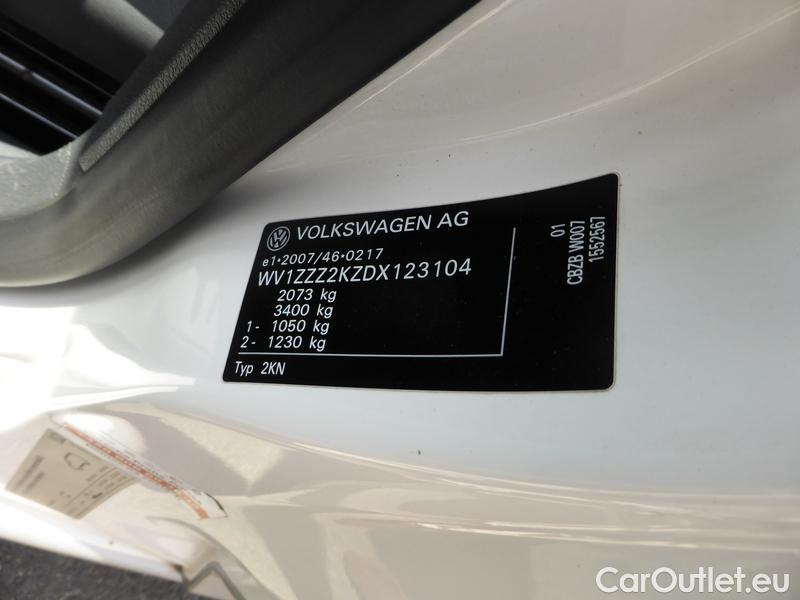 VOLKSWAGEN AG
e1*2007/46*0217
WV1ZZZ2KZDX123104
2073 kg
3400 kg
1- 1050 kg
2- 1230 kg
Typ 2KN
01
CBZB W007
1552567
CarOutlet.eu